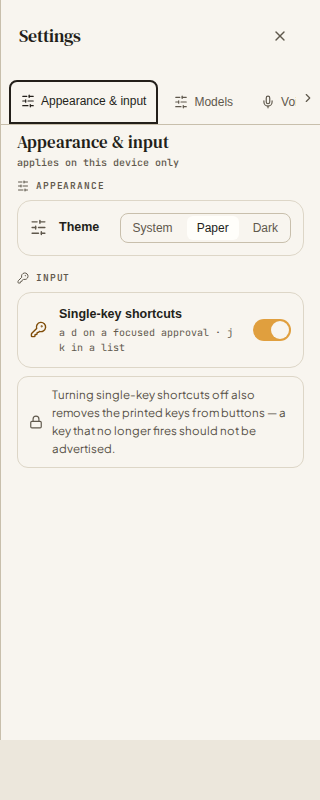 Settings
Appearance & input
Models
Vo
Appearance & input
applies on this device only
APPEARANCE
Theme
System
Paper
Dark
INPUT
Single-key shortcuts
a d on a focused approval · j
k in a list
Turning single-key shortcuts off also
removes the printed keys from buttons — a
key that no longer fires should not be
advertised.